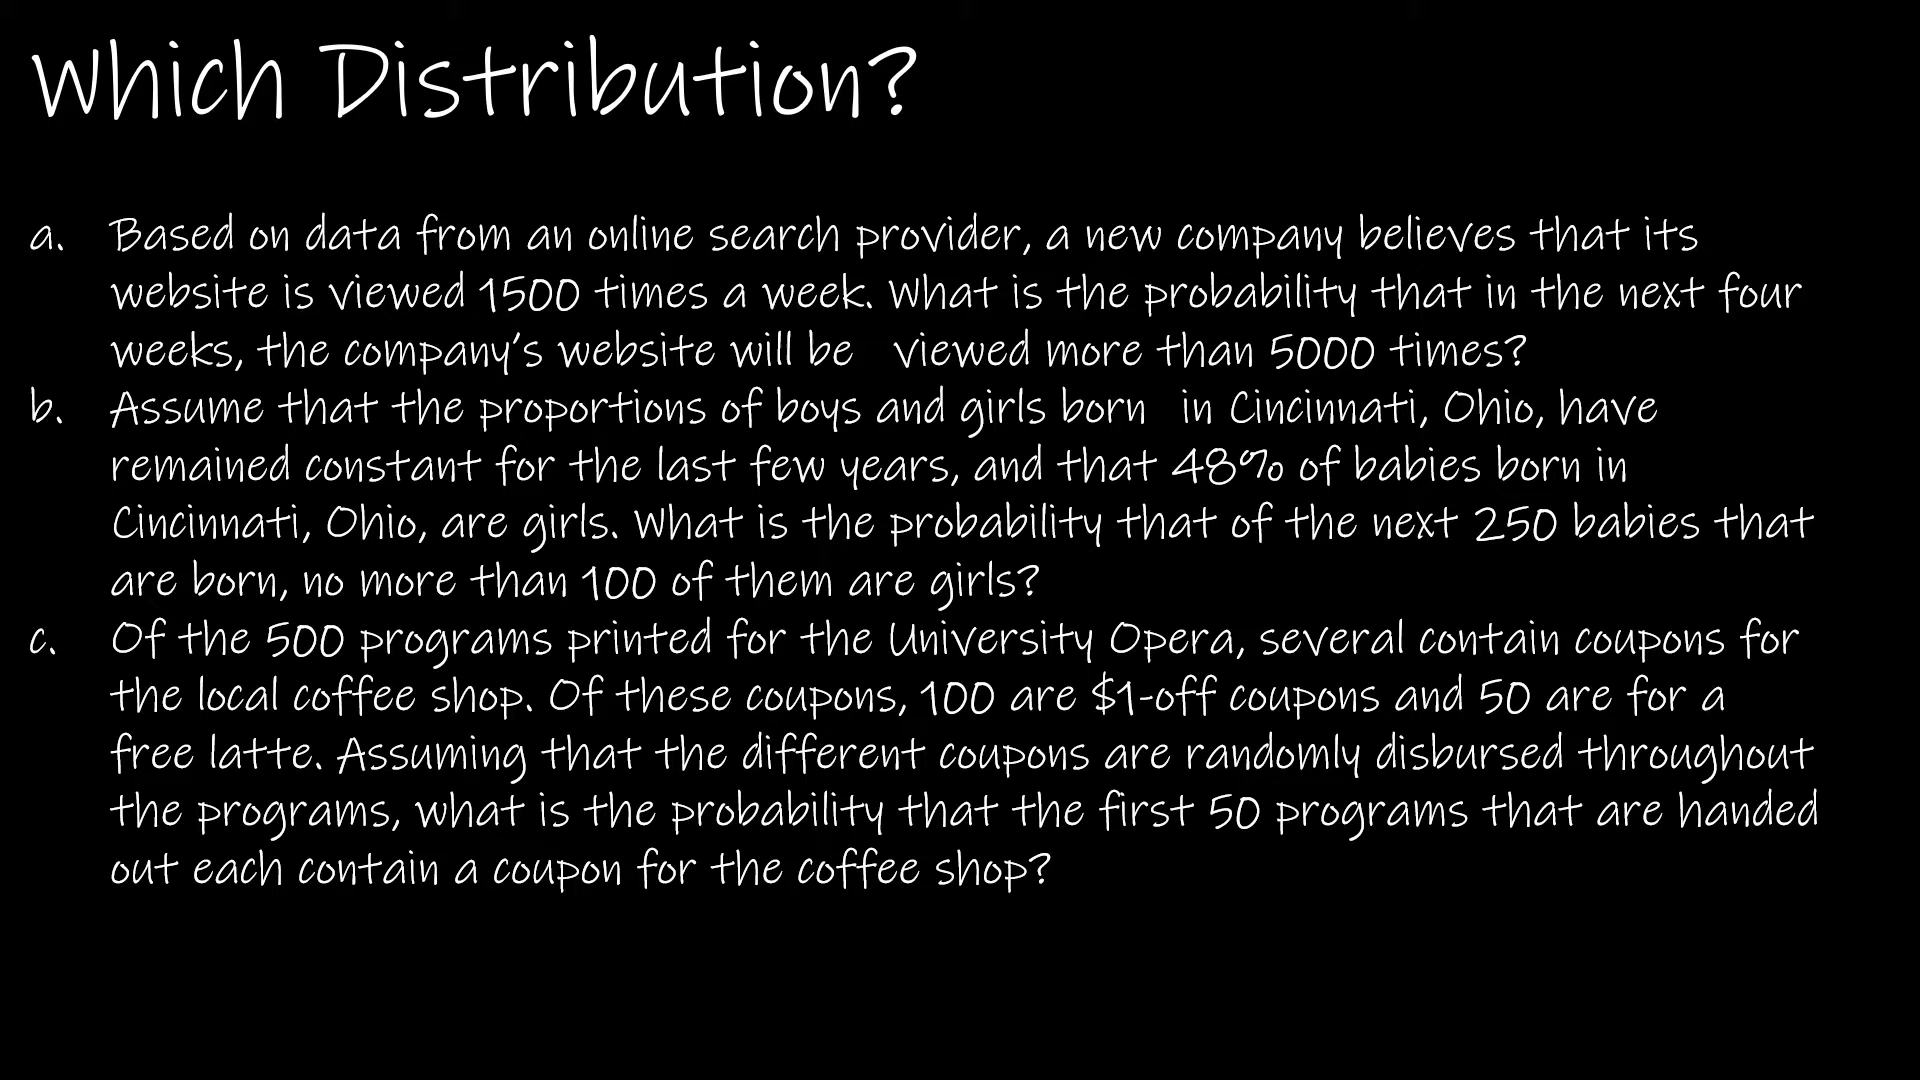 Which Distribution?
a. Based on data from an online search provider, a new company believes that its
website is viewed 1500 times a week. What is the probability that in the next four
weeks, the company's website will be viewed more than 5000 times?
b. Assume that the proportions of boys and girls born in Cincinnati, Ohio, have
remained constant for the last few years, and that 48% of babies born in
Cincinnati, Ohio, are girls. What is the probability that of the next 250 babies that
are born, no more than 100 of them are girls?
c. Of the 500 programs printed for the University Opera, several contain coupons for
the local coffee shop. Of these coupons, 100 are $1-off coupons and 50 are for a
free latte. Assuming that the different coupons are randomly disbursed throughout
the programs, what is the probability that the first 50 programs that are handed
out each contain a coupon for the coffee shop?